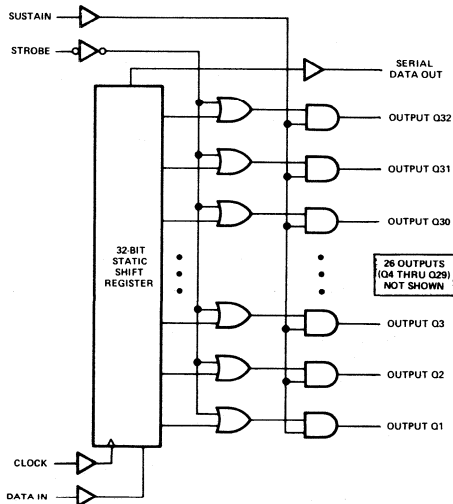 SUSTAIN
STROBE
SERIAL
DATA OUT
OUTPUT Q32
OUTPUT Q31
OUTPUT Q30
32-BIT
STATIC
SHIFT
REGISTER
26 OUTPUTS
(Q4 THRU Q29)
NOT SHOWN
OUTPUT Q3
OUTPUT Q2
OUTPUT Q1
CLOCK
DATA IN